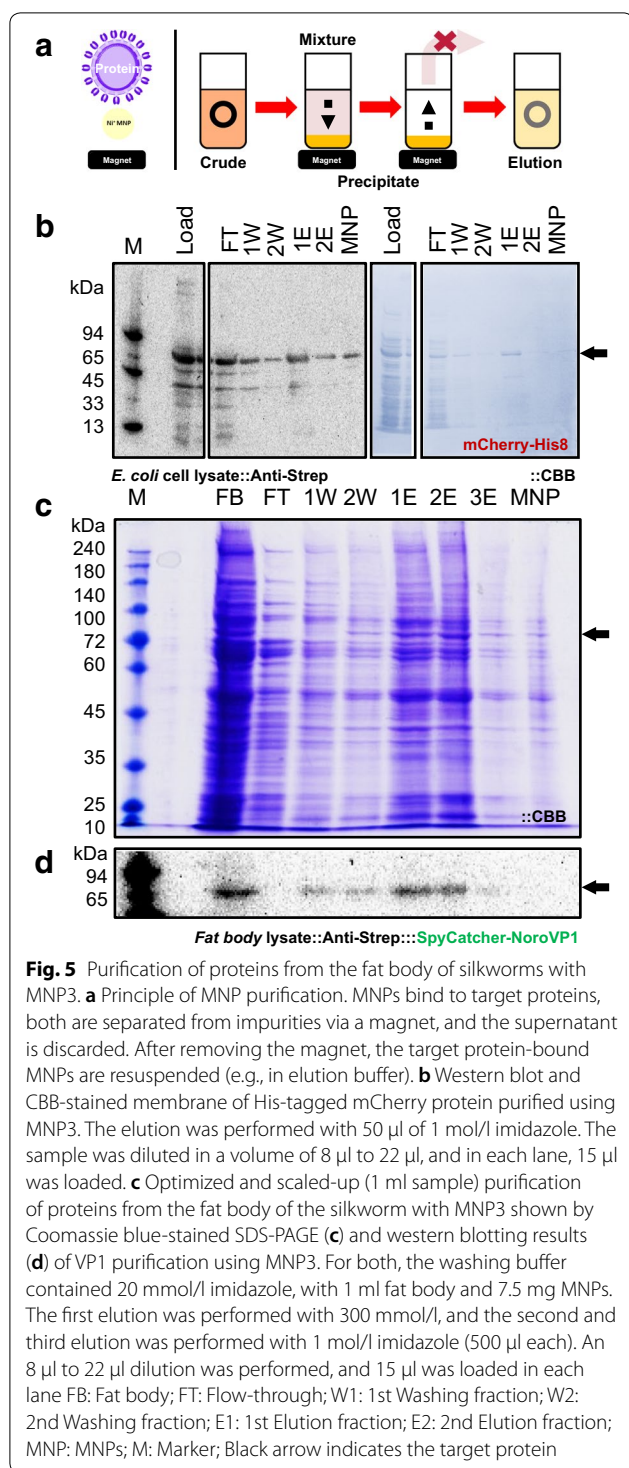 a
Protein
Ni⁺ MNP
Magnet
Mixture
Crude
Magnet
Magnet
Elution
Precipitate
b
M
Load
FT
1W
2W
1E
2E
MNP
Load
FT
1W
2W
1E
2E
MNP
kDa
94
65
45
33
13
mCherry-His8
E. coli cell lysate::Anti-Strep
::CBB
c
M FB FT 1W 2W 1E 2E 3E MNP
kDa
240
180
140
100
72
60
45
35
25
10
::CBB
d
kDa
94
65
Fat body lysate::Anti-Strep:::SpyCatcher-NoroVP1
Fig. 5 Purification of proteins from the fat body of silkworms with
MNP3. a Principle of MNP purification. MNPs bind to target proteins,
both are separated from impurities via a magnet, and the supernatant
is discarded. After removing the magnet, the target protein-bound
MNPs are resuspended (e.g., in elution buffer). b Western blot and
CBB-stained membrane of His-tagged mCherry protein purified using
MNP3. The elution was performed with 50 µl of 1 mol/l imidazole. The
sample was diluted in a volume of 8 µl to 22 µl, and in each lane, 15 µl
was loaded. c Optimized and scaled-up (1 ml sample) purification
of proteins from the fat body of the silkworm with MNP3 shown by
Coomassie blue-stained SDS-PAGE (c) and western blotting results
(d) of VP1 purification using MNP3. For both, the washing buffer
contained 20 mmol/l imidazole, with 1 ml fat body and 7.5 mg MNPs.
The first elution was performed with 300 mmol/l, and the second and
third elution was performed with 1 mol/l imidazole (500 µl each). An
8 µl to 22 µl dilution was performed, and 15 µl was loaded in each
lane FB: Fat body; FT: Flow-through; W1: 1st Washing fraction; W2:
2nd Washing fraction; E1: 1st Elution fraction; E2: 2nd Elution fraction;
MNP: MNPs; M: Marker; Black arrow indicates the target protein